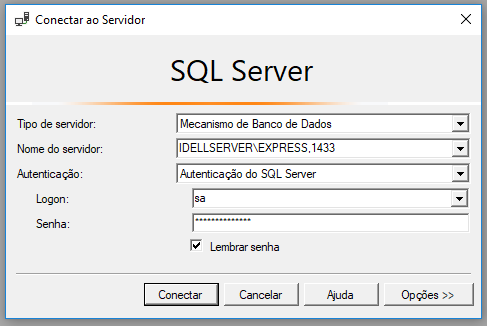 Conectar ao Servidor
SQL Server
Tipo de servidor: Mecanismo de Banco de Dados
Nome do servidor: IDELLSERVER\EXPRESS,1433
Autenticação: Autenticação do SQL Server
Logon: sa
Senha: **************
Lembrar senha
Conectar Cancelar Ajuda Opções >>